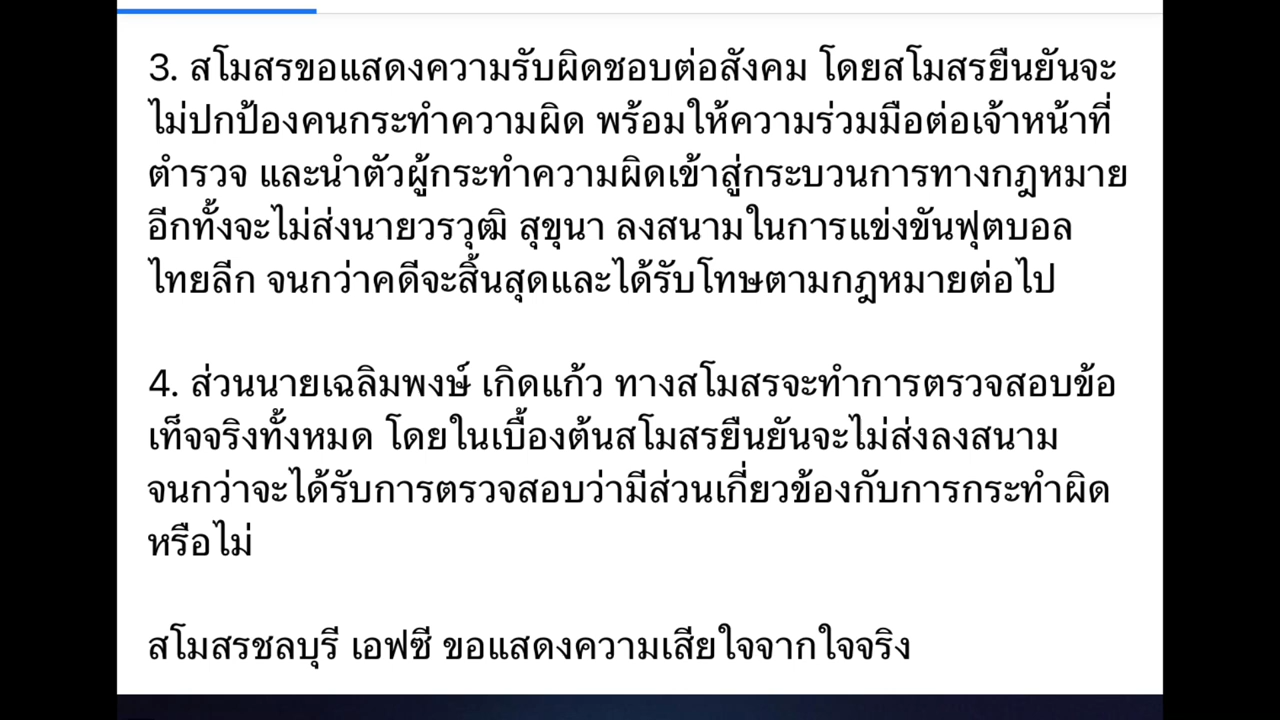 3. สโมสรขอแสดงความรับผิดชอบต่อสังคม โดยสโมสรยืนยันจะ
ไม่ปกป้องคนกระทำความผิด พร้อมให้ความร่วมมือต่อเจ้าหน้าที่
ตำรวจ และนำตัวผู้กระทำความผิดเข้าสู่กระบวนการทางกฎหมาย
อีกทั้งจะไม่ส่งนายวรวุฒิ สุขุนา ลงสนามในการแข่งขันฟุตบอล
ไทยลีก จนกว่าคดีจะสิ้นสุดและได้รับโทษตามกฎหมายต่อไป
4. ส่วนนายเฉลิมพงษ์ เกิดแก้ว ทางสโมสรจะทำการตรวจสอบข้อ
เท็จจริงทั้งหมด โดยในเบื้องต้นสโมสรยืนยันจะไม่ส่งลงสนาม
จนกว่าจะได้รับการตรวจสอบว่ามีส่วนเกี่ยวข้องกับการกระทำผิด
หรือไม่
สโมสรชลบุรี เอฟซี ขอแสดงความเสียใจจากใจจริง